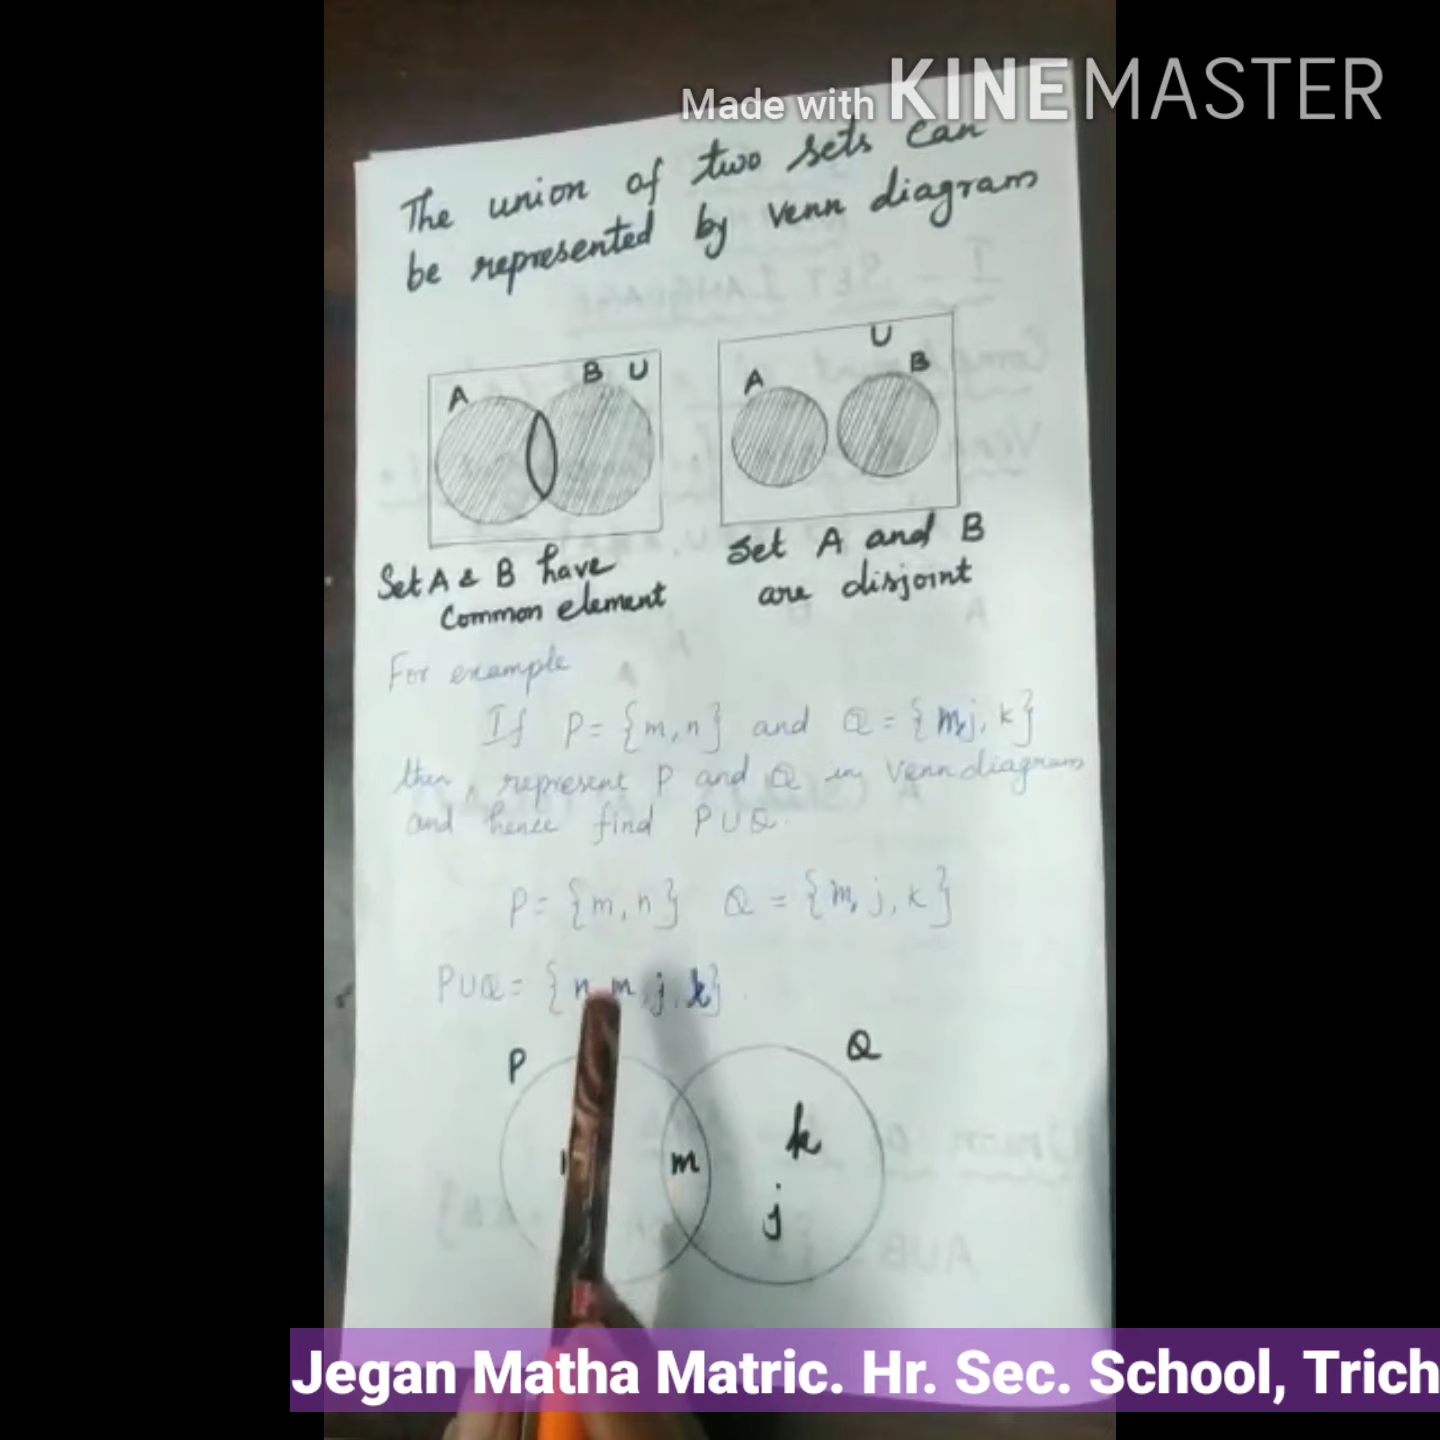 Made with KINEMASTER
The union of two sets can
be represented by venn diagram
A B U
U
A B
Set A & B have
Common element
Set A and B
are disjoint
For example
If P = {m, n} and Q = {m, j, k}
then, represent P and Q in Venn diagram
and hence find P U Q.
P = {m, n} Q = {m, j, k}
P U Q = {n m, j, k}.
P Q
k
m
j
Jegan Matha Matric. Hr. Sec. School, Trich